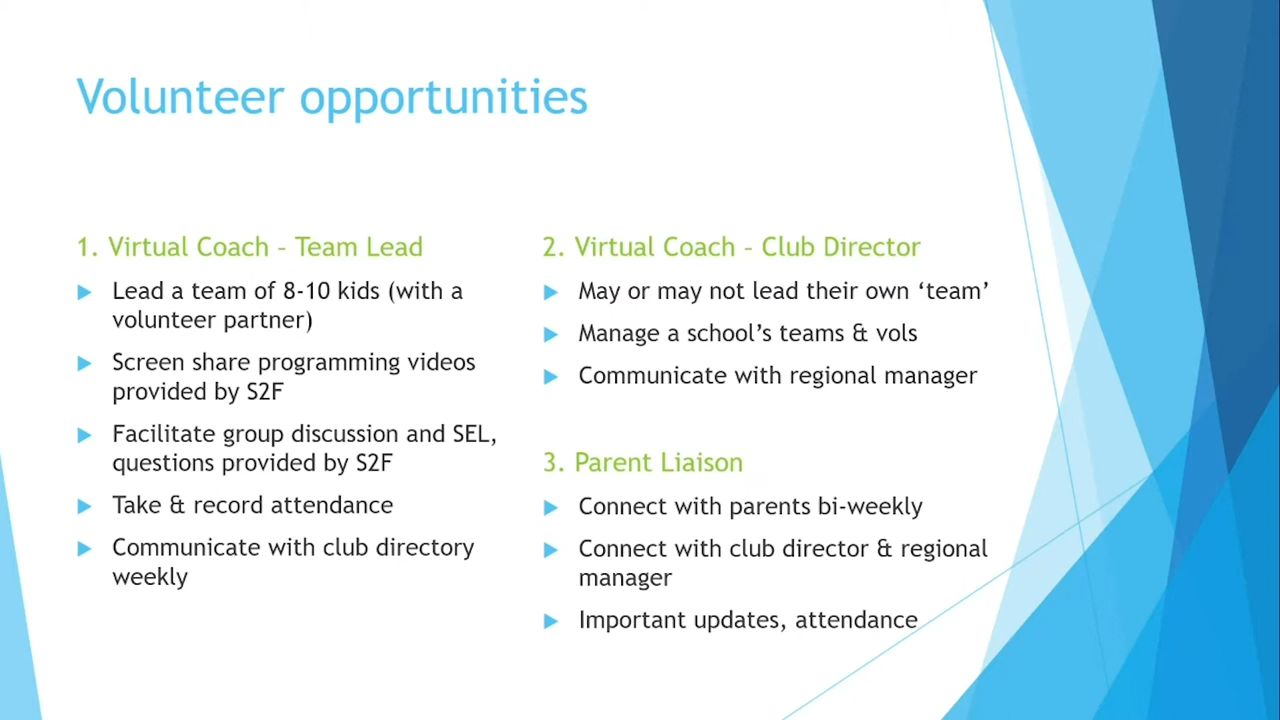 Volunteer opportunities
1. Virtual Coach – Team Lead
Lead a team of 8-10 kids (with a
volunteer partner)
Screen share programming videos
provided by S2F
Facilitate group discussion and SEL,
questions provided by S2F
Take & record attendance
Communicate with club directory
weekly
2. Virtual Coach – Club Director
May or may not lead their own ‘team’
Manage a school’s teams & vols
Communicate with regional manager
3. Parent Liaison
Connect with parents bi-weekly
Connect with club director & regional
manager
Important updates, attendance